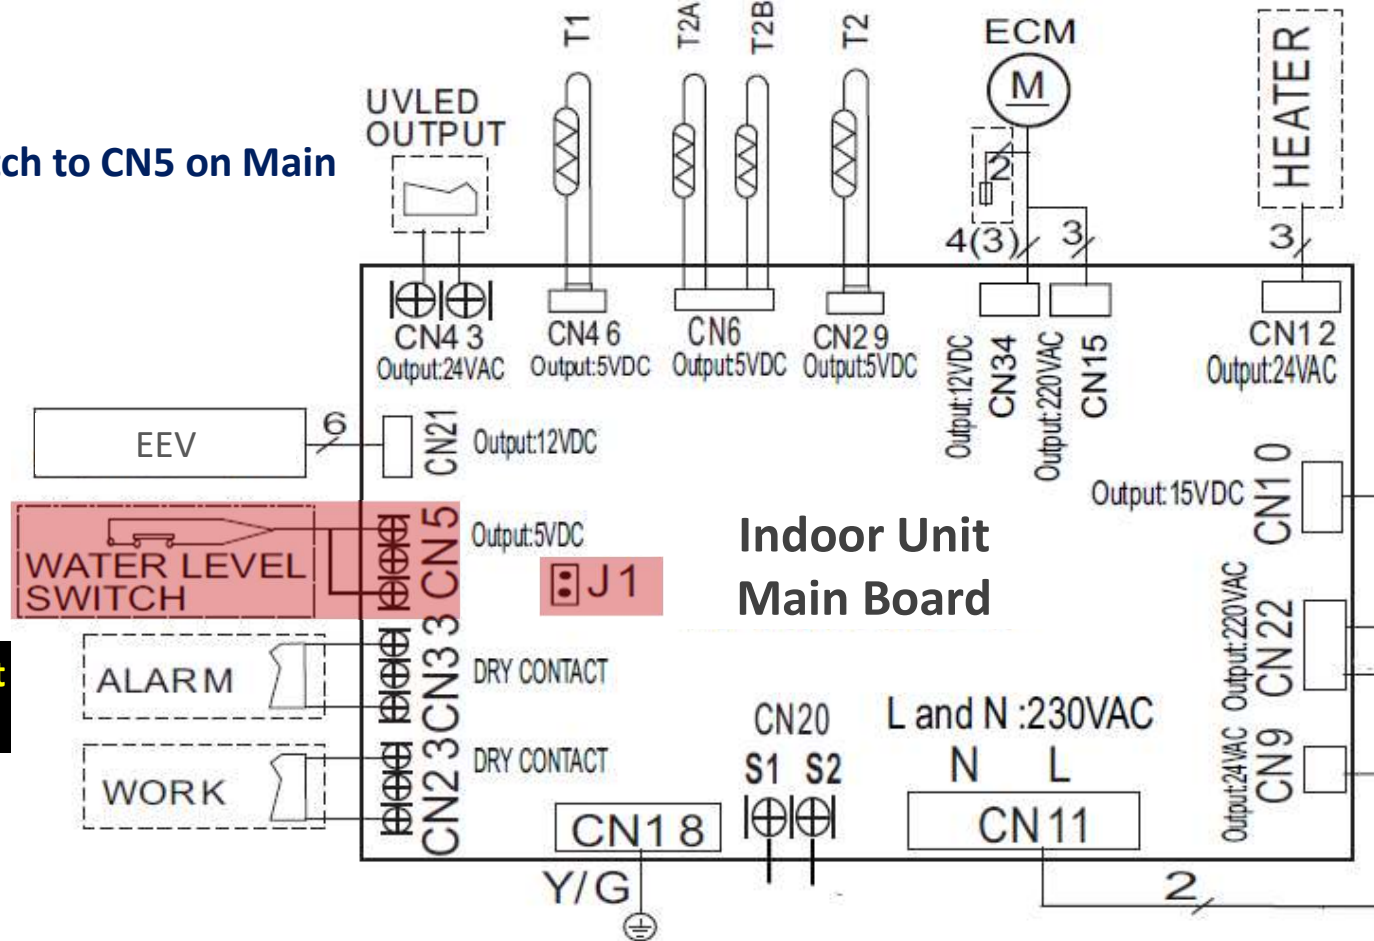 T1
T2A
T2B
T2
ECM
M
HEATER
UVLED
OUTPUT
tch to CN5 on Main
2
4(3)
3
3
CN43
Output:24VAC
CN46
Output:5VDC
CN6
Output:5VDC
CN29
Output:5VDC
Output:12VDC
CN34
Output:220VAC
CN15
CN12
Output:24VAC
EEV
6
CN21
Output:12VDC
Output:15VDC
CN10
WATER LEVEL
SWITCH
CN5
Output:5VDC
J1
Indoor Unit
Main Board
Output:220VAC
CN22
t
ALARM
CN33
DRY CONTACT
WORK
CN23
DRY CONTACT
CN20
S1 S2
L and N :230VAC
N L
CN11
Output:24VAC
CN9
CN18
Y/G
2